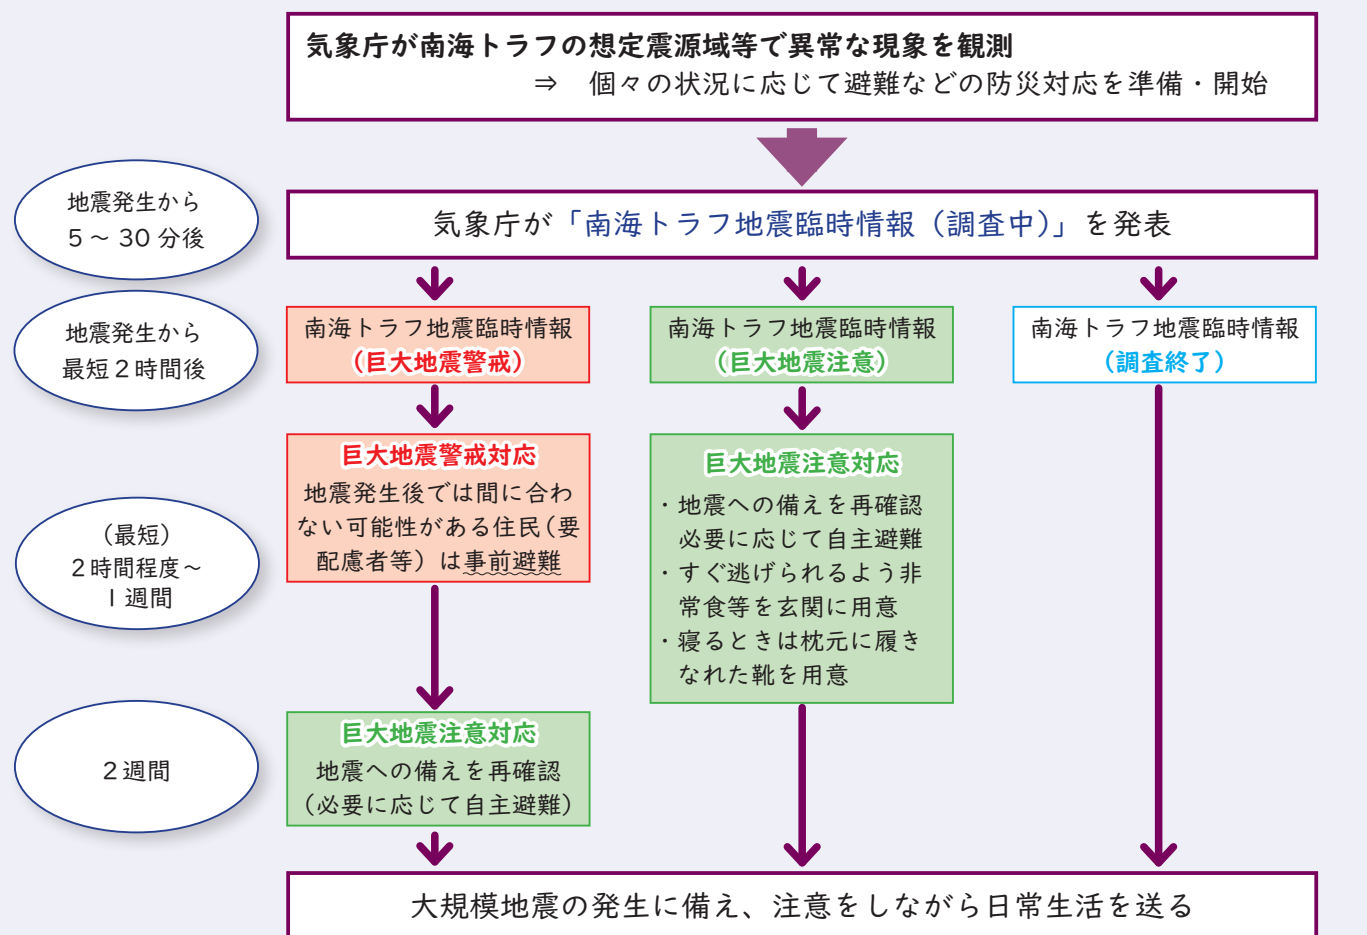 気象庁が南海トラフの想定震源域等で異常な現象を観測
⇒　個々の状況に応じて避難などの防災対応を準備・開始
地震発生から
5～30分後
気象庁が「南海トラフ地震臨時情報（調査中）」を発表
地震発生から
最短2時間後
南海トラフ地震臨時情報
（巨大地震警戒）
南海トラフ地震臨時情報
（巨大地震注意）
南海トラフ地震臨時情報
（調査終了）
（最短）
2時間程度～
1週間
巨大地震警戒対応
地震発生後では間に合わ
ない可能性がある住民（要
配慮者等）は事前避難
巨大地震注意対応
・地震への備えを再確認
必要に応じて自主避難
・すぐ逃げられるよう非
常食等を玄関に用意
・寝るときは枕元に履き
なれた靴を用意
2週間
巨大地震注意対応
地震への備えを再確認
（必要に応じて自主避難）
大規模地震の発生に備え、注意をしながら日常生活を送る